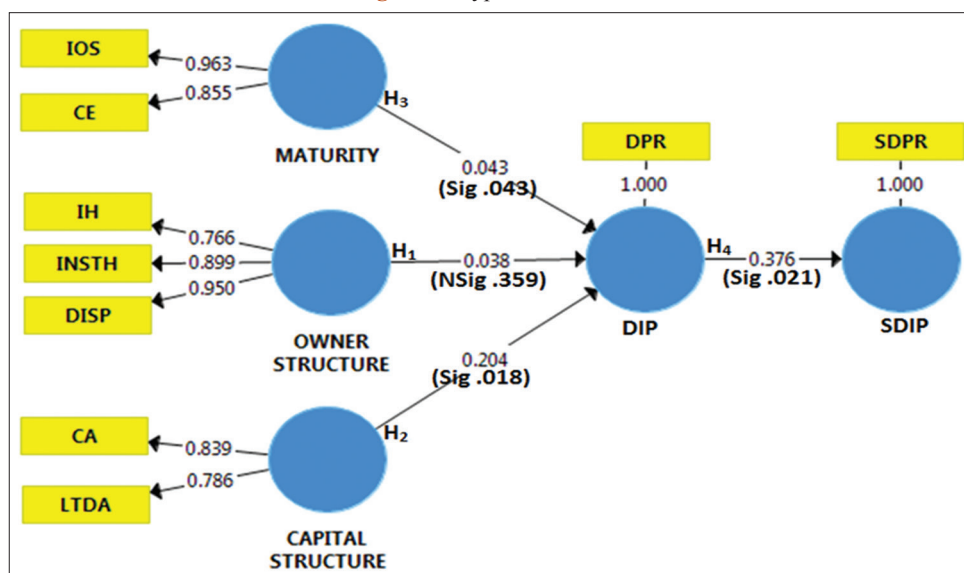 IOS
0.963
0.855
CE
H3
MATURITY
0.043
(Sig .043)
DPR
1.000
SDPR
1.000
IH
0.766
INSTH
0.899
0.950
DISP
H1
0.038
(NSig .359)
OWNER
STRUCTURE
H4
0.376
(Sig .021)
DIP
SDIP
0.204
(Sig .018)
CA
0.839
0.786
LTDA
H2
CAPITAL
STRUCTURE